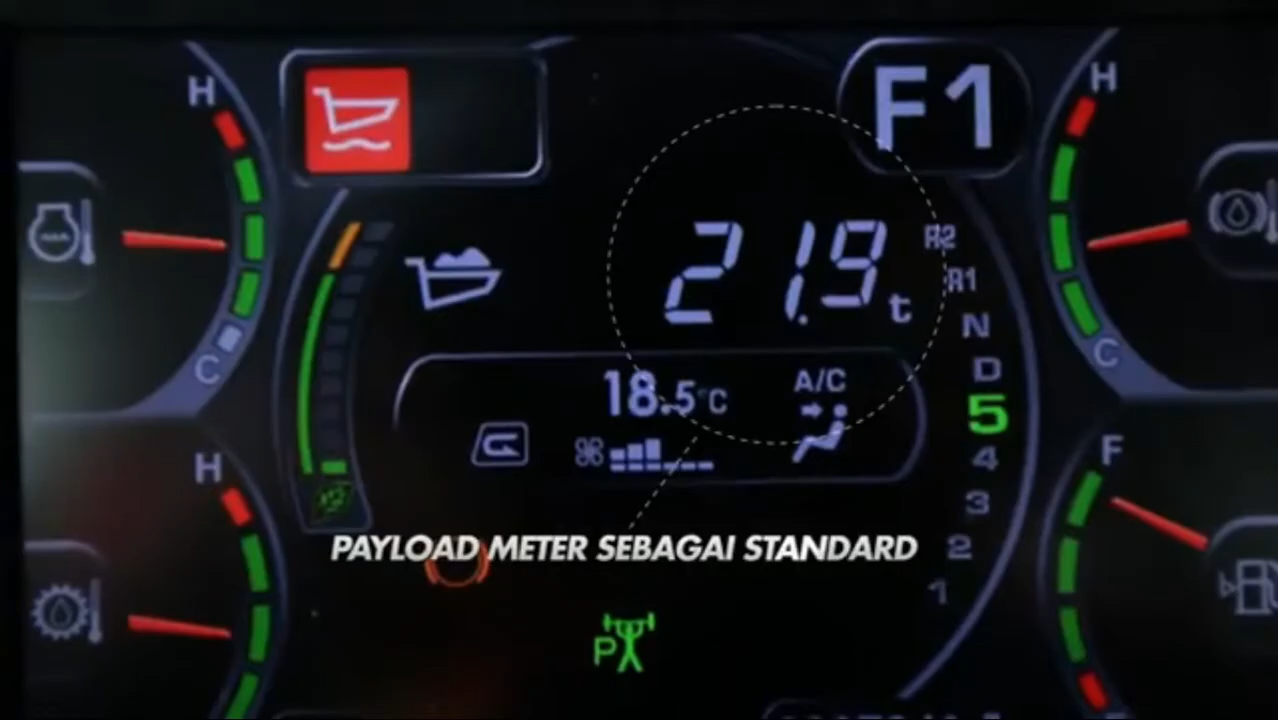 H
F1
H
21.9 t
R2
R1
N
C
C
D
18.5°C
A/C
5
H
4
F
3
PAYLOAD METER SEBAGAI STANDARD
2
1
P